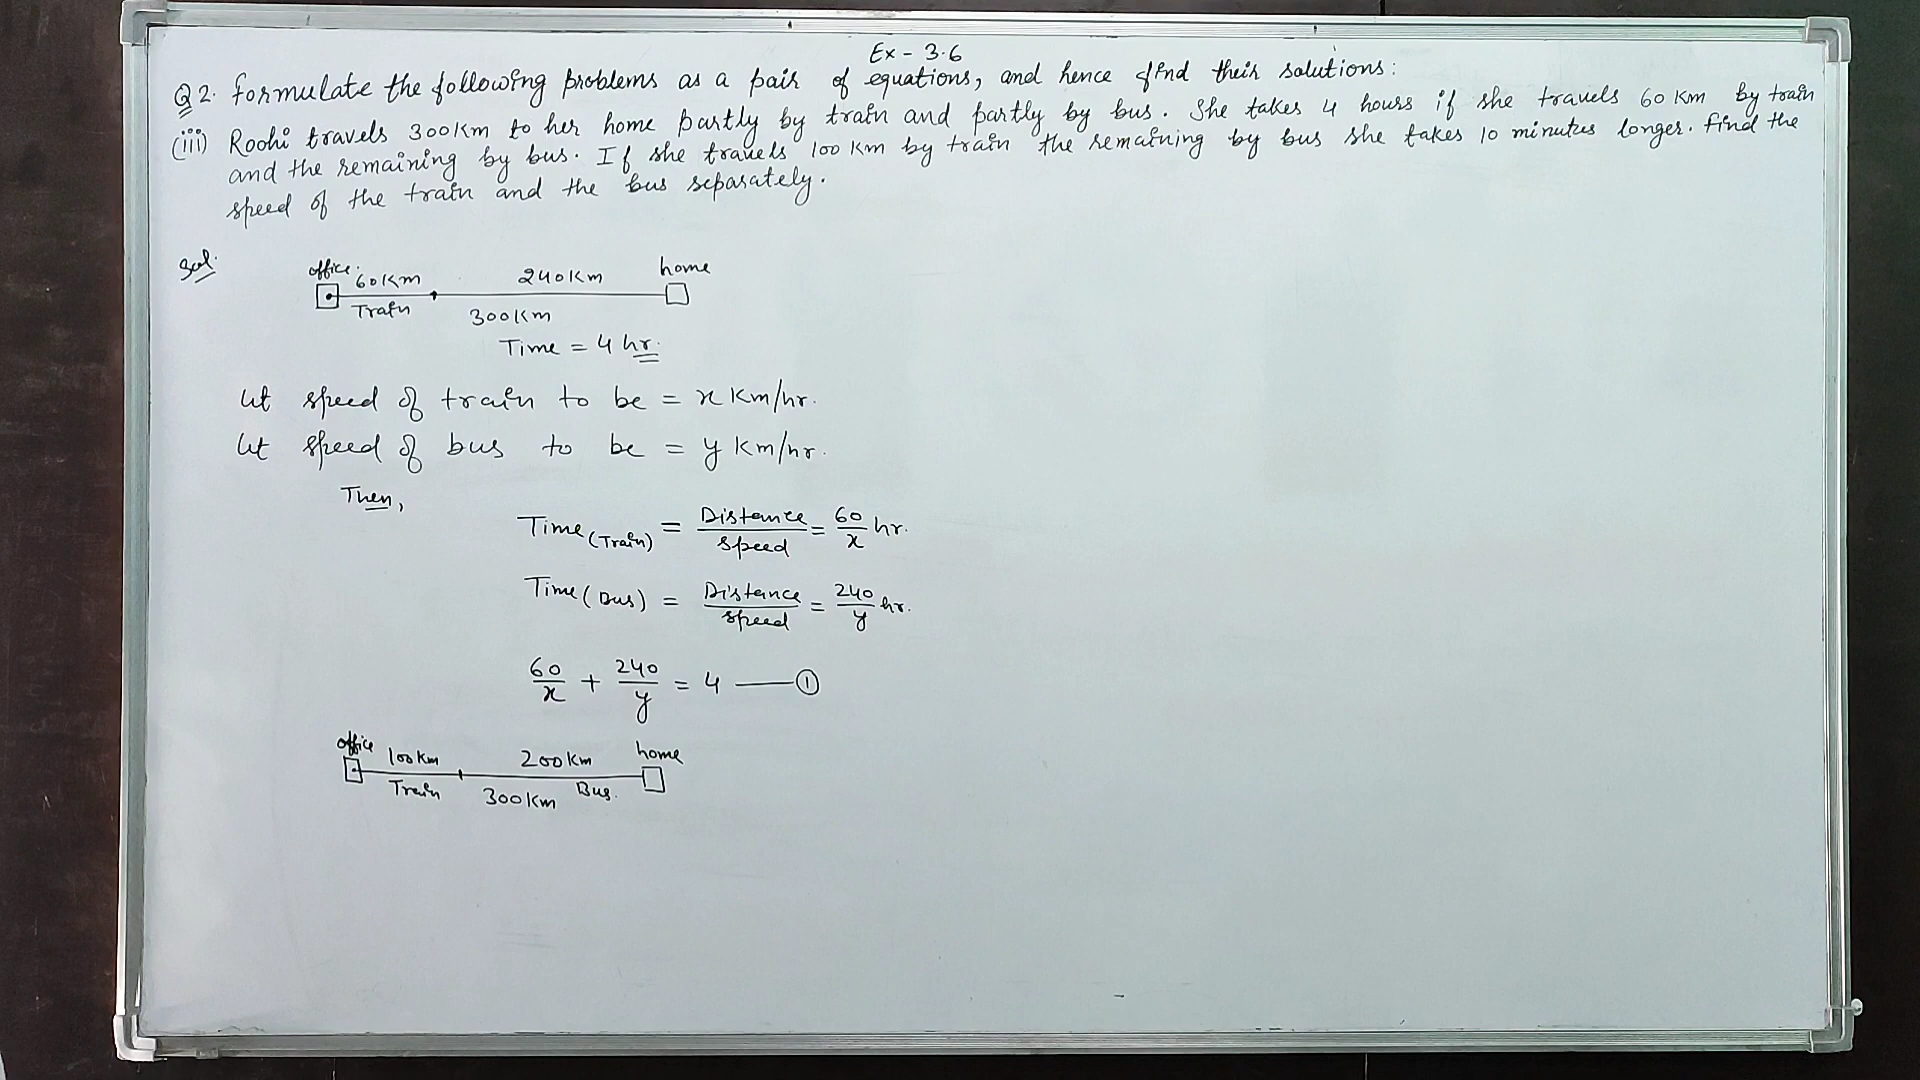 Ex - 3.6
Q2. Formulate the following problems as a pair of equations, and hence find their solutions:
(iii) Roohi travels 300km to her home partly by train and partly by bus. She takes 4 hours if she travels 60 km by train
and the remaining by bus. If she travels 100 km by train the remaining by bus she takes 10 minutes longer. Find the
speed of the train and the bus separately.
Sol.
office. 60km 240km home
Train 300km
Time = 4 hr.
let speed of train to be = x km/hr.
let speed of bus to be = y km/hr.
Then,
Time (Train) = Distance/speed = 60/x hr.
Time (Bus) = Distance/speed = 240/y hr.
60/x + 240/y = 4 —— ①
office 100km 200km home
Train 300km Bus.